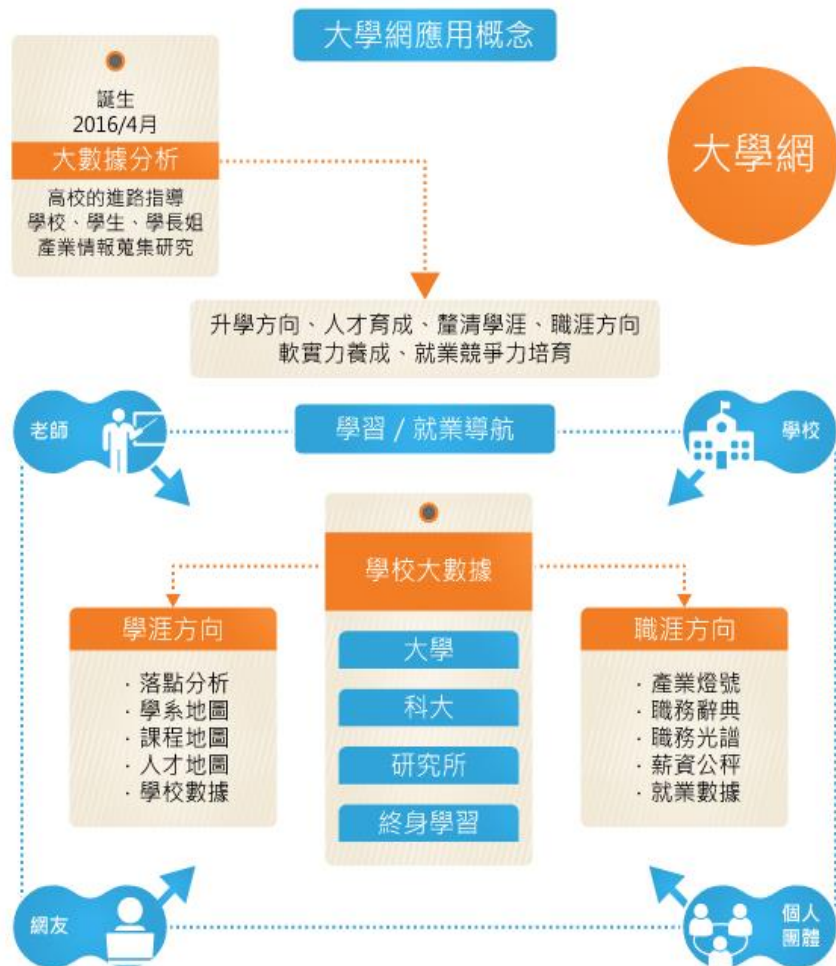 大學網應用概念
誕生
2016/4月
大數據分析
高校的進路指導
學校、學生、學長姐
產業情報蒐集研究
大學網
升學方向、人才育成、釐清學涯、職涯方向
軟實力養成、就業競爭力培育
老師
學習 / 就業導航
學校
學校大數據
大學
科大
研究所
終身學習
學涯方向
· 落點分析
· 學系地圖
· 課程地圖
· 人才地圖
· 學校數據
職涯方向
· 產業燈號
· 職務辭典
· 職務光譜
· 薪資公秤
· 就業數據
網友
個人
團體